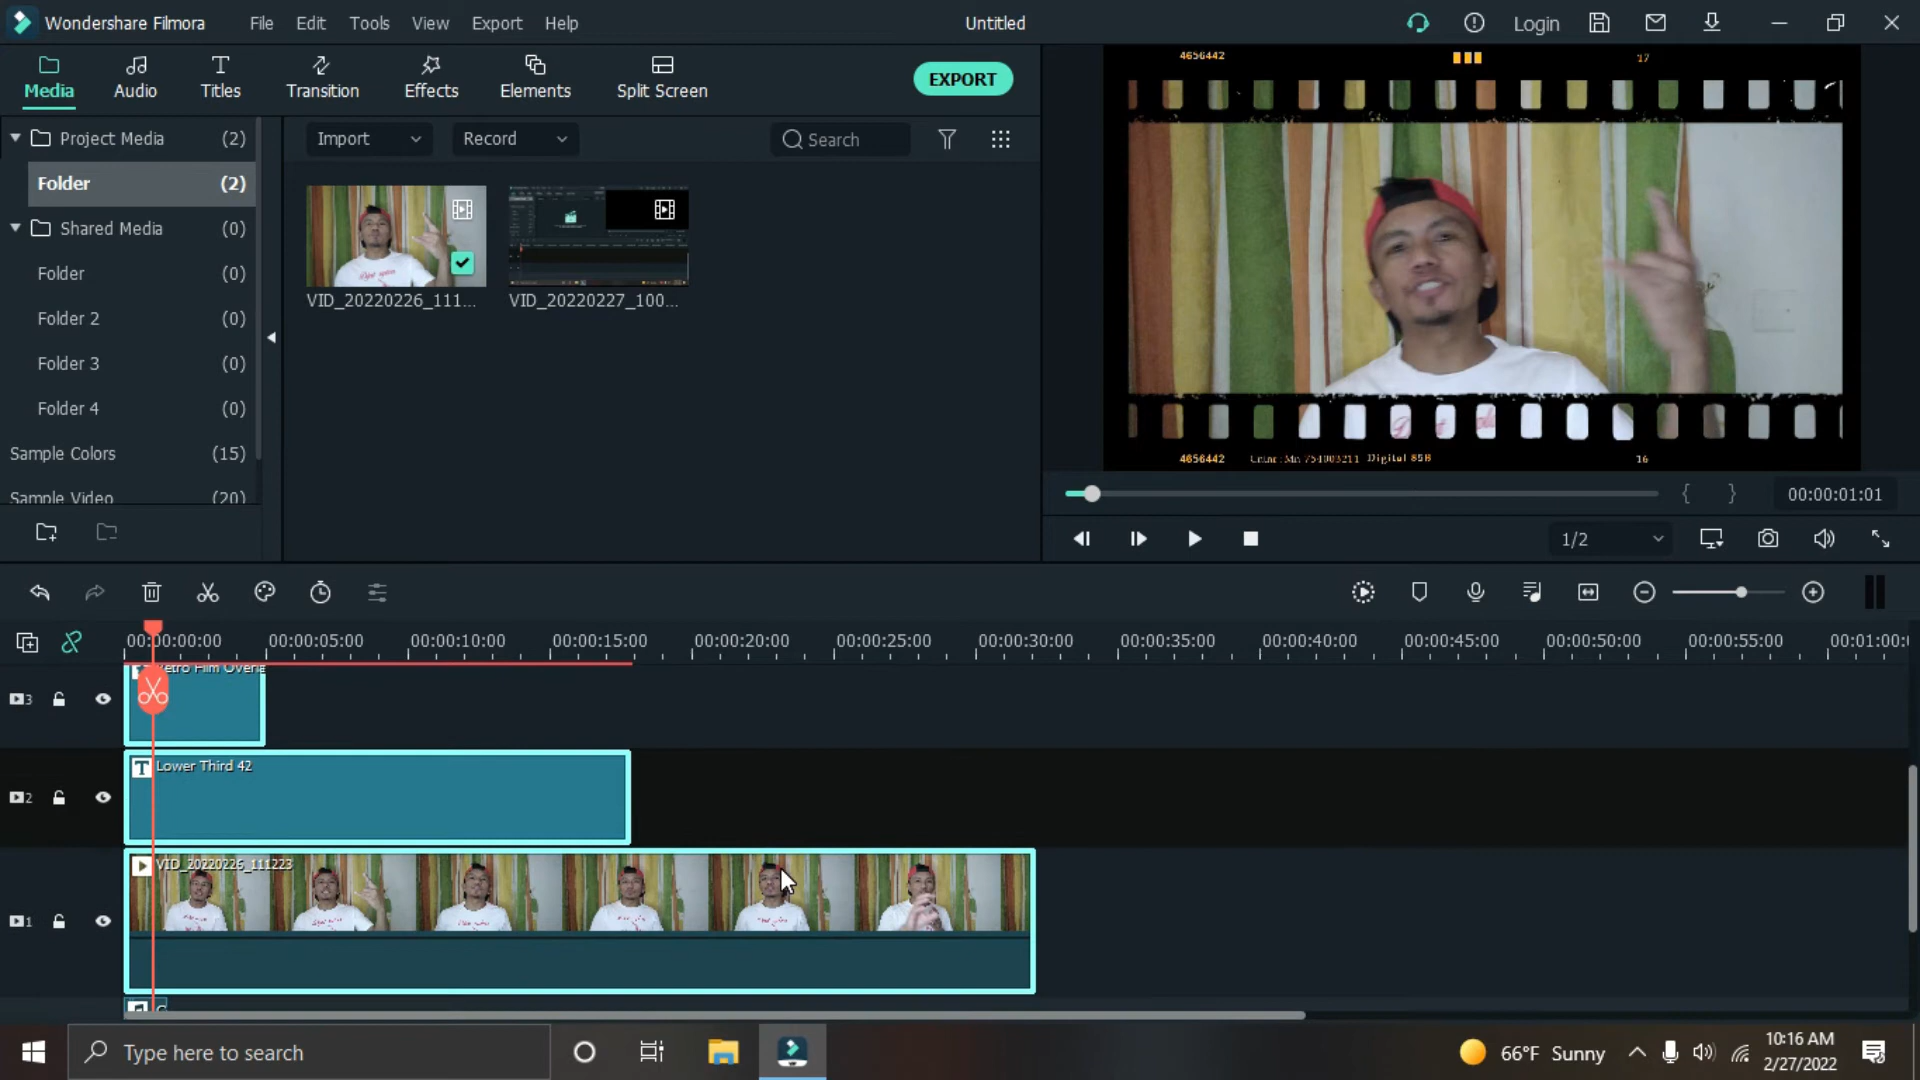 Wondershare Filmora
File
Edit
Tools
View
Export
Help
Untitled
Login
Media
Audio
Titles
Transition
Effects
Elements
Split Screen
EXPORT
Project Media (2)
Folder (2)
Shared Media (0)
Folder (0)
Folder 2 (0)
Folder 3 (0)
Folder 4 (0)
Sample Colors (15)
Sample Video (20)
Import
Record
Search
VID_20220226_111...
VID_20220227_100...
4656442
17
4656442
Digital 85B
16
00:00:01:01
1/2
00:00:00:00
00:00:05:00
00:00:10:00
00:00:15:00
00:00:20:00
00:00:25:00
00:00:30:00
00:00:35:00
00:00:40:00
00:00:45:00
00:00:50:00
00:00:55:00
00:01:00:0
3
2
Lower Third 42
1
VID_20220226_111223
Type here to search
66°F Sunny
10:16 AM
2/27/2022